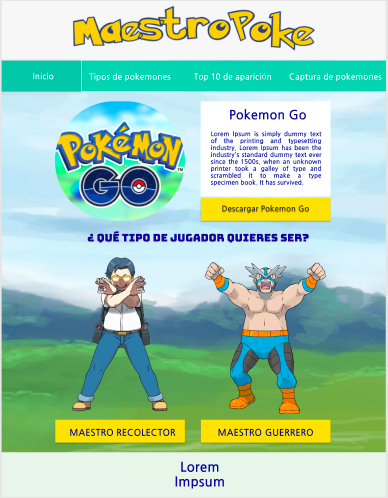 MaestroPoke
Inicio Tipos de pokemones Top 10 de aparición Captura de pokemones
Pokémon
GO
TM
Pokemon Go
Lorem Ipsum is simply dummy text
of the printing and typesetting
industry. Lorem Ipsum has been the
industry's standard dummy text ever
since the 1500s, when an unknown
printer took a galley of type and
scrambled it to make a type
specimen book. It has survived.
Descargar Pokemon Go
¿ QUÉ TIPO DE JUGADOR QUIERES SER?
MAESTRO RECOLECTOR MAESTRO GUERRERO
Lorem
Impsum